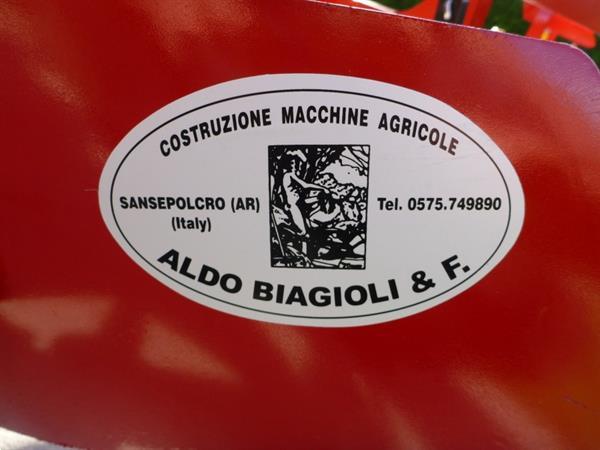 COSTRUZIONE MACCHINE AGRICOLE
SANSEPOLCRO (AR)
(Italy)
Tel. 0575.749890
ALDO BIAGIOLI & F.